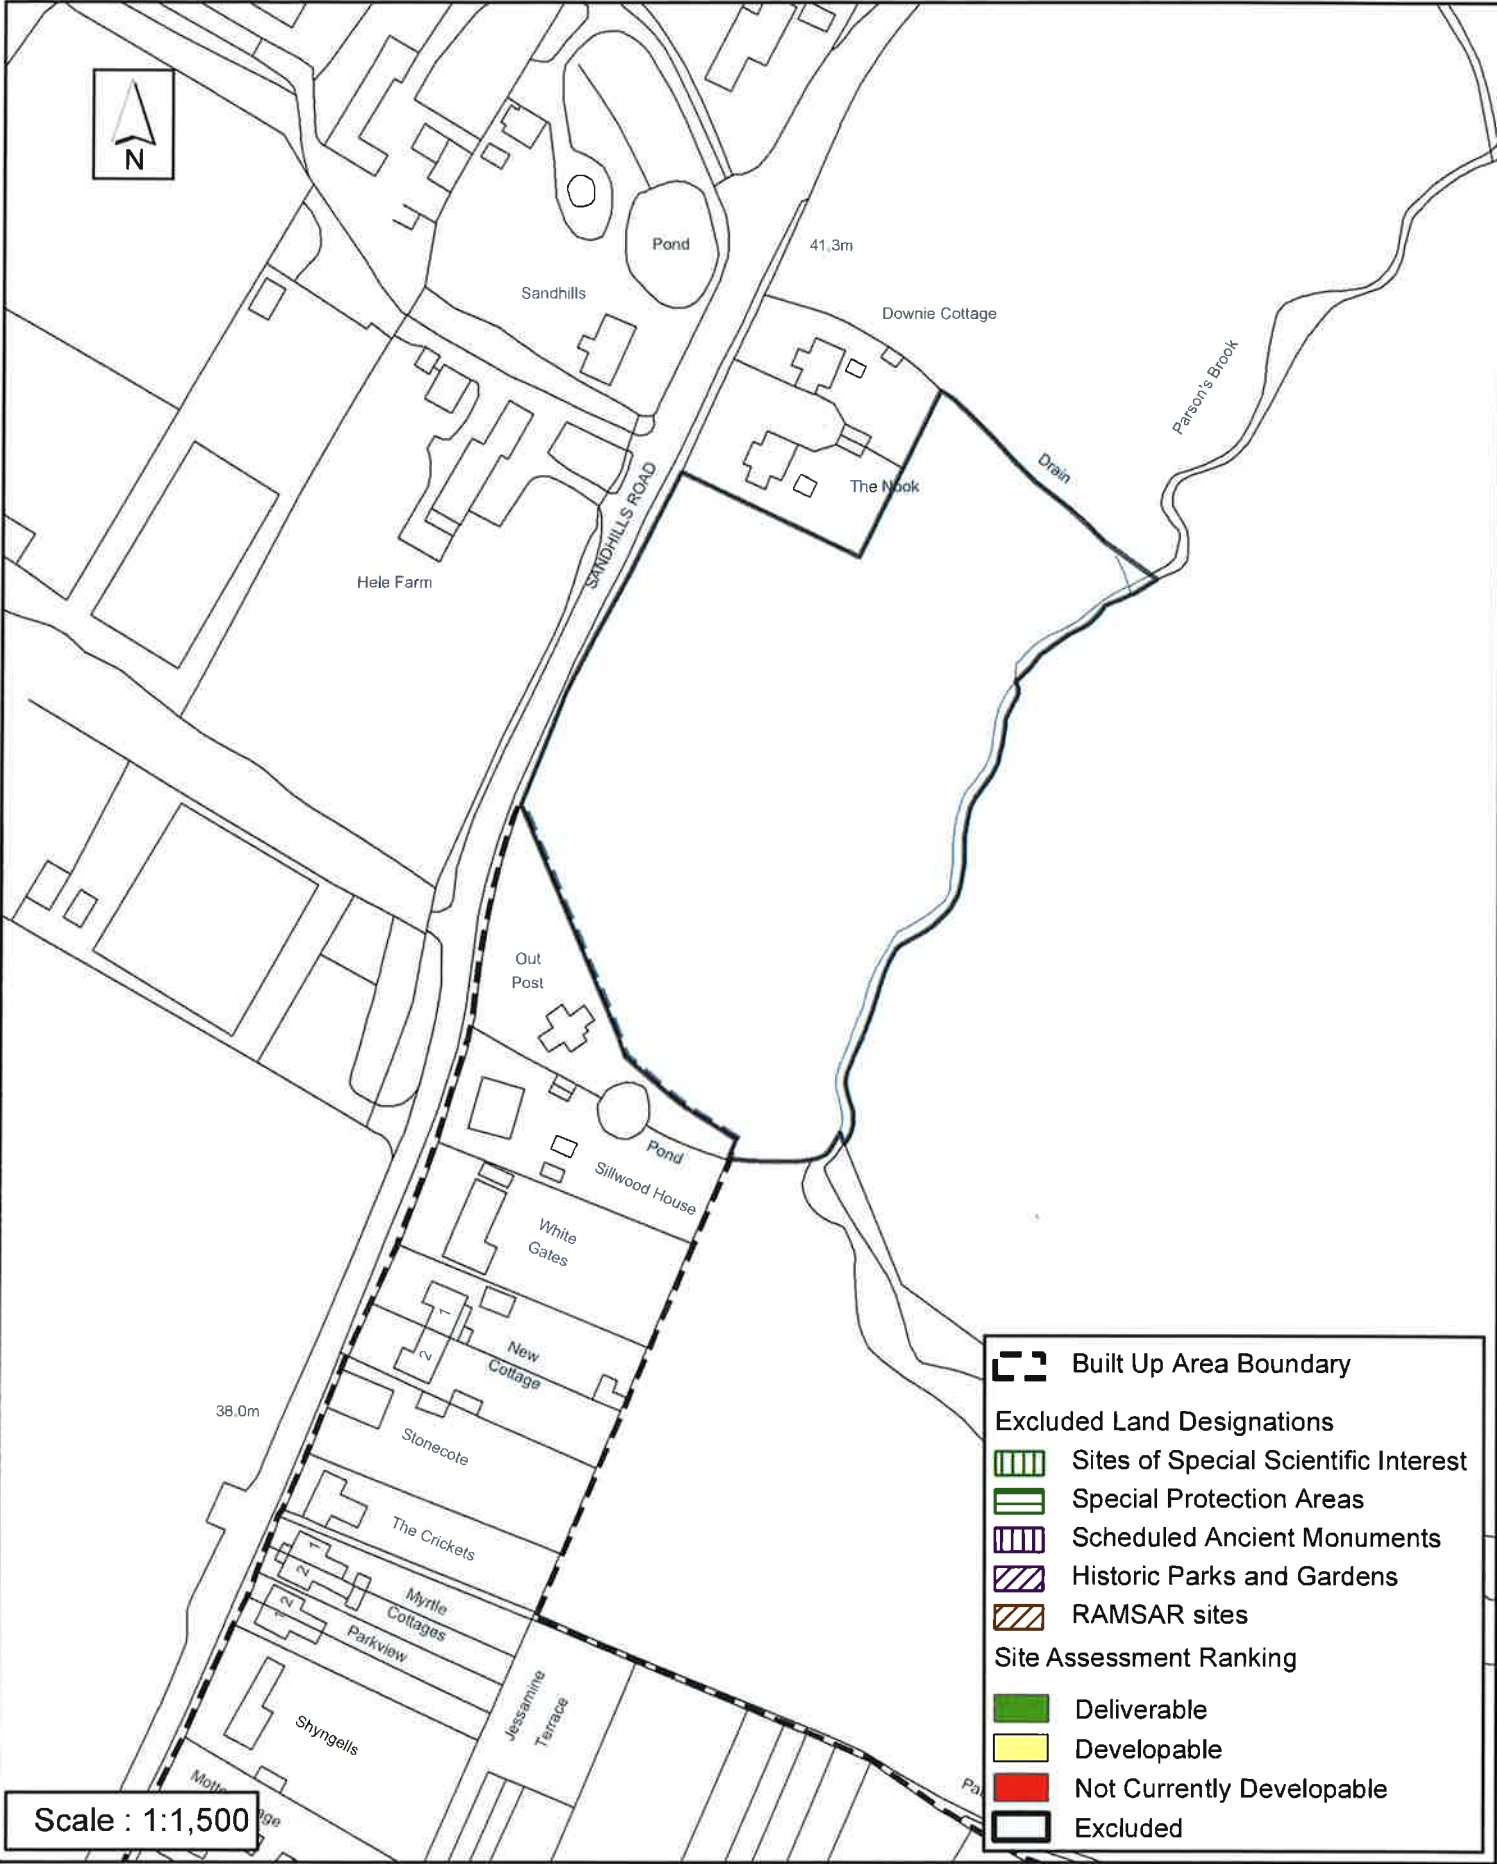 N
Pond
41.3m
Sandhills
Downie Cottage
Parson's Brook
Drain
The Nook
SANDHILLS ROAD
Hele Farm
Out
Post
Pond
Sillwood House
White
Gates
1
2
New
Cottage
38.0m
Stonecote
The Crickets
1
2
Myrtle
Cottages
2
1
Parkview
Jessamine
Terrace
Shyngells
Scale : 1:1,500
Built Up Area Boundary
Excluded Land Designations
Sites of Special Scientific Interest
Special Protection Areas
Scheduled Ancient Monuments
Historic Parks and Gardens
RAMSAR sites
Site Assessment Ranking
Deliverable
Developable
Not Currently Developable
Excluded